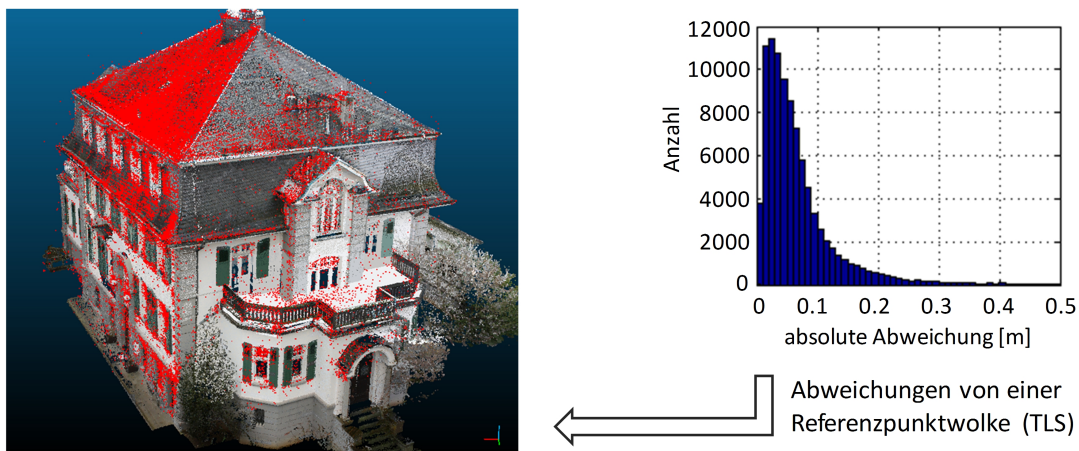 12000
10000
8000
6000
4000
2000
0
Anzahl
0 0.1 0.2 0.3 0.4 0.5
absolute Abweichung [m]
Abweichungen von einer
Referenzpunktwolke (TLS)